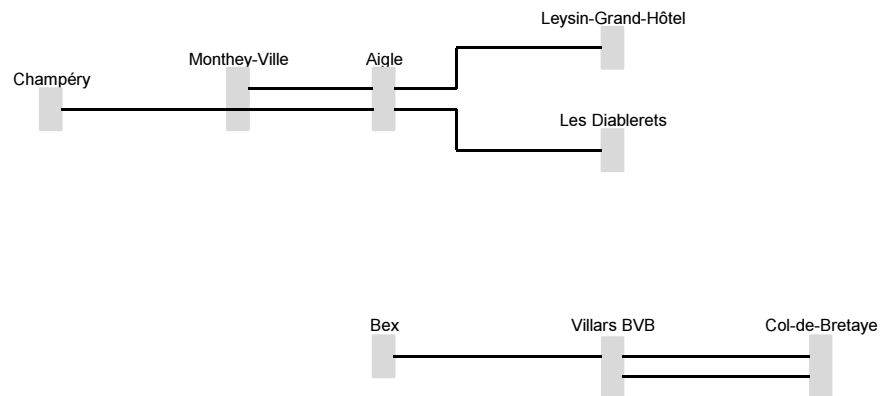 Leysin-Grand-Hôtel
Monthey-Ville
Aigle
Champéry
Les Diablerets
Bex
Villars BVB
Col-de-Bretaye